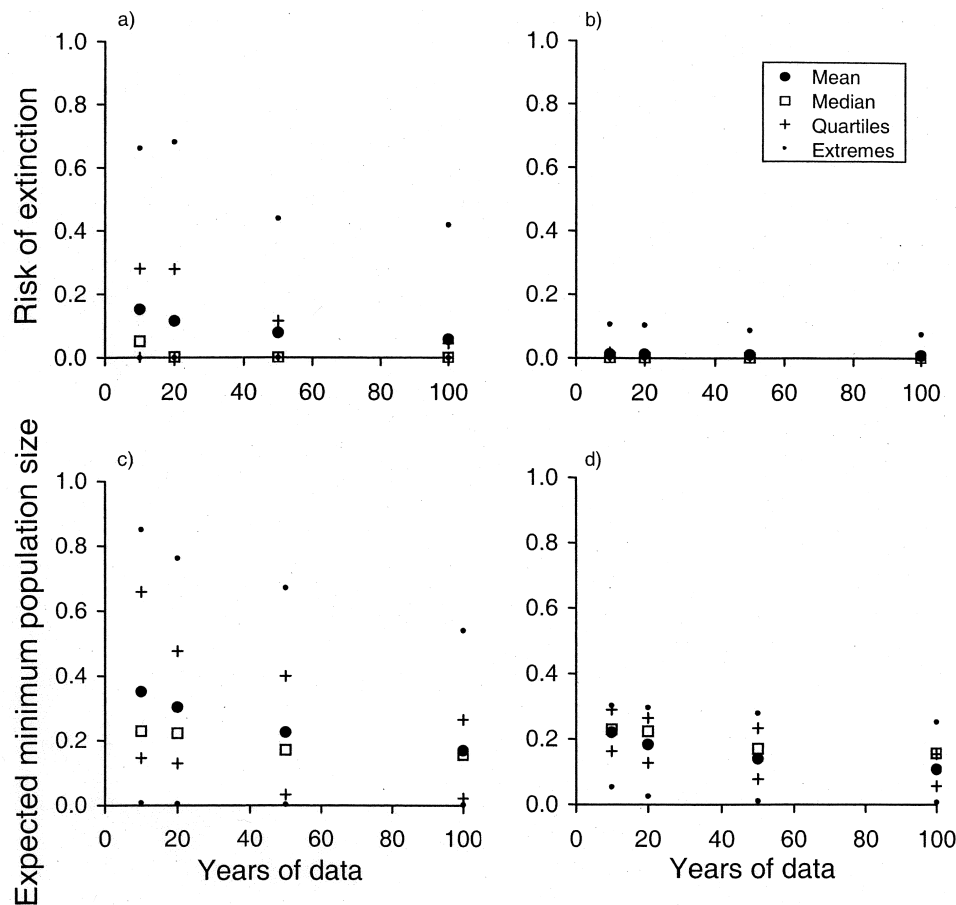 a)
1.0
0.8
0.6
0.4
0.2
0.0
0 20 40 60 80 100
Risk of extinction
b)
1.0
0.8
0.6
0.4
0.2
0.0
0 20 40 60 80 100
Mean
Median
Quartiles
Extremes
c)
1.0
0.8
0.6
0.4
0.2
0.0
0 20 40 60 80 100
Expected minimum population size
Years of data
d)
1.0
0.8
0.6
0.4
0.2
0.0
0 20 40 60 80 100
Years of data